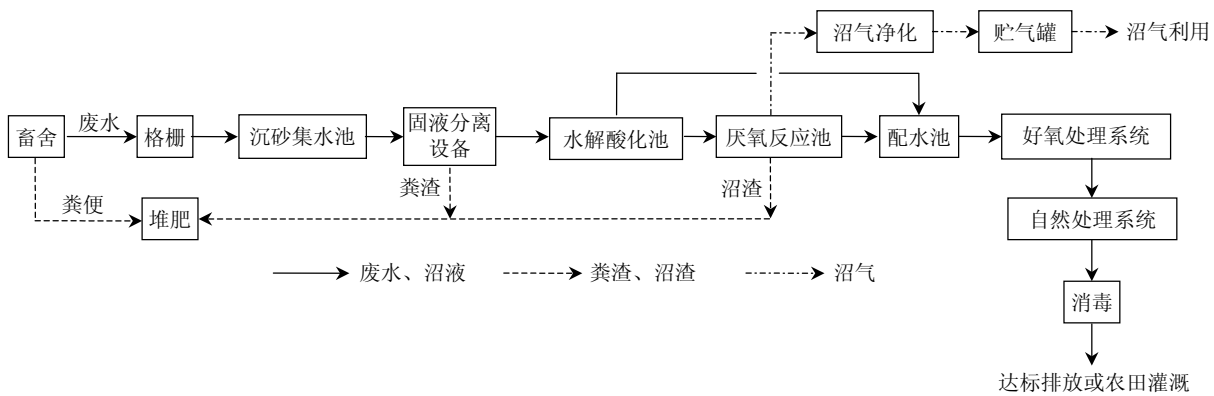 沼气净化
贮气罐
沼气利用
畜舍
废水
格栅
沉砂集水池
固液分离
设备
水解酸化池
厌氧反应池
配水池
好氧处理系统
粪渣
沼渣
粪便
堆肥
自然处理系统
废水、沼液
粪渣、沼渣
沼气
消毒
达标排放或农田灌溉